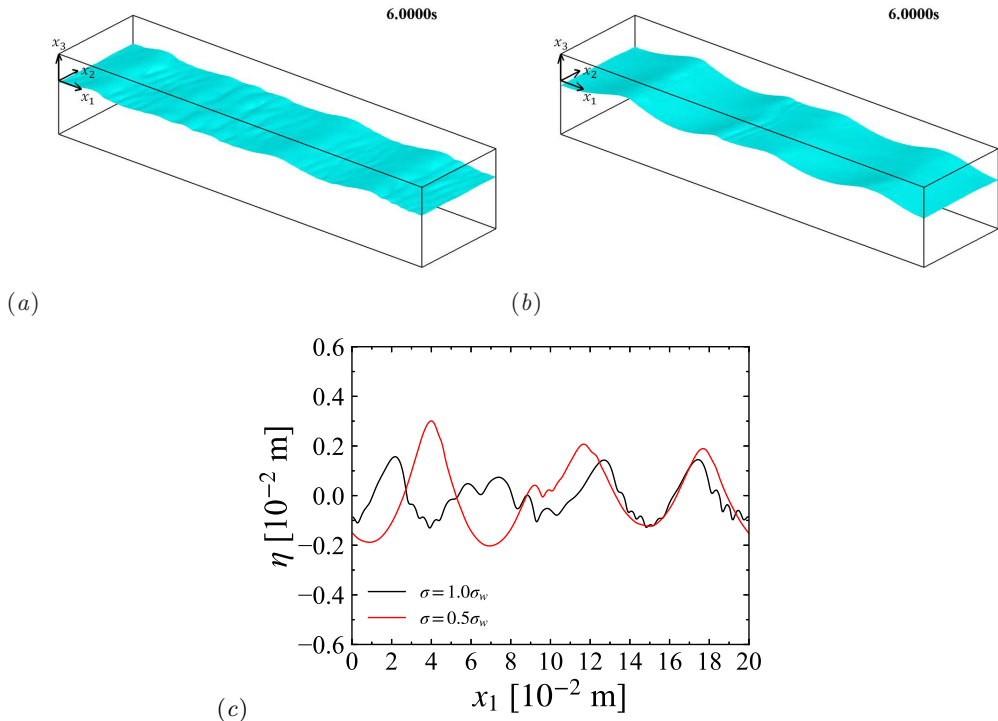 6.0000s
x₃
x₂
x₁
(a)
6.0000s
x₃
x₂
x₁
(b)
0.6
0.4
0.2
0.0
−0.2
−0.4
−0.6
η [10⁻² m]
σ = 1.0σ_w
σ = 0.5σ_w
0 2 4 6 8 10 12 14 16 18 20
x₁ [10⁻² m]
(c)